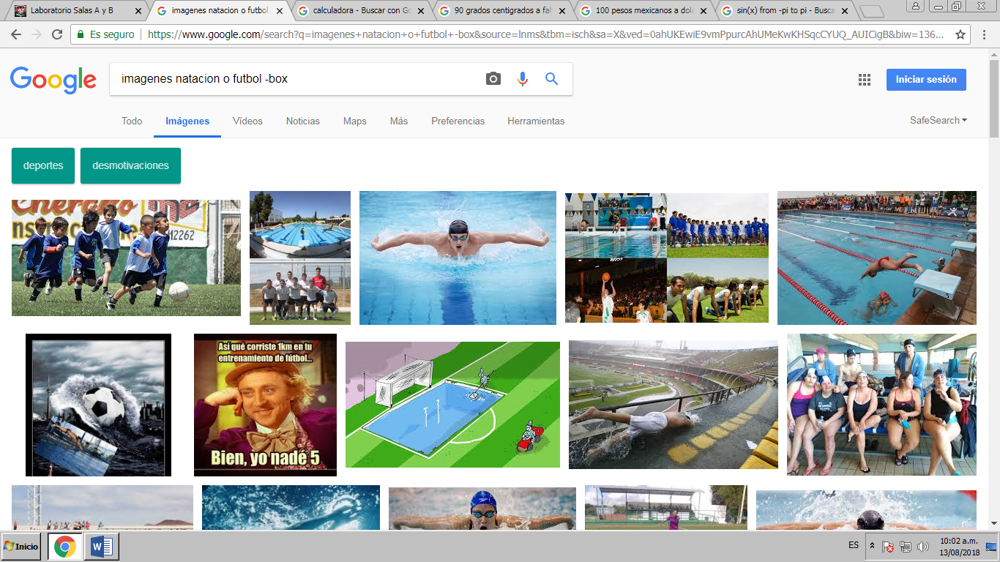 Laboratorio Salas A y B
imagenes natacion o futbol
calculadora - Buscar con Go
90 grados centigrados a fah
100 pesos mexicanos a dola
sin(x) from -pi to pi - Busca
Es seguro
https://www.google.com/search?q=imagenes+natacion+o+futbol+-box&source=lnms&tbm=isch&sa=X&ved=0ahUKEwiE9vmPpurcAhUMeKwKHSqcCYUQ_AUICigB&biw=136...
Google
imagenes natacion o futbol -box
Iniciar sesión
Todo
Imágenes
Vídeos
Noticias
Maps
Más
Preferencias
Herramientas
SafeSearch
deportes
desmotivaciones
42262
5
Así qué corriste 1km en tu
entrenamiento de fútbol...
Bien, yo nadé 5
Inicio
ES
10:02 a.m.
13/08/2018